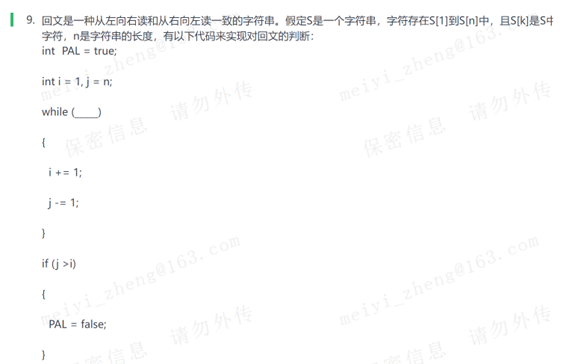 9. 回文是一种从左向右读和从右向左读一致的字符串。假定S是一个字符串，字符存在S[1]到S[n]中，且S[k]是S中
字符，n是字符串的长度，有以下代码来实现对回文的判断：
int PAL = true;
int i = 1, j = n;
while (____)
{
i += 1;
j -= 1;
}
if (j >i)
{
PAL = false;
}
meiyi_zheng@163.com
保密信息 请勿外传
meiyi_zheng@163.com
保密信息 请勿外传
meiyi_zheng@163.com
保密信息 请勿外传
meiyi_zheng@163.com
保密信息 请勿外传